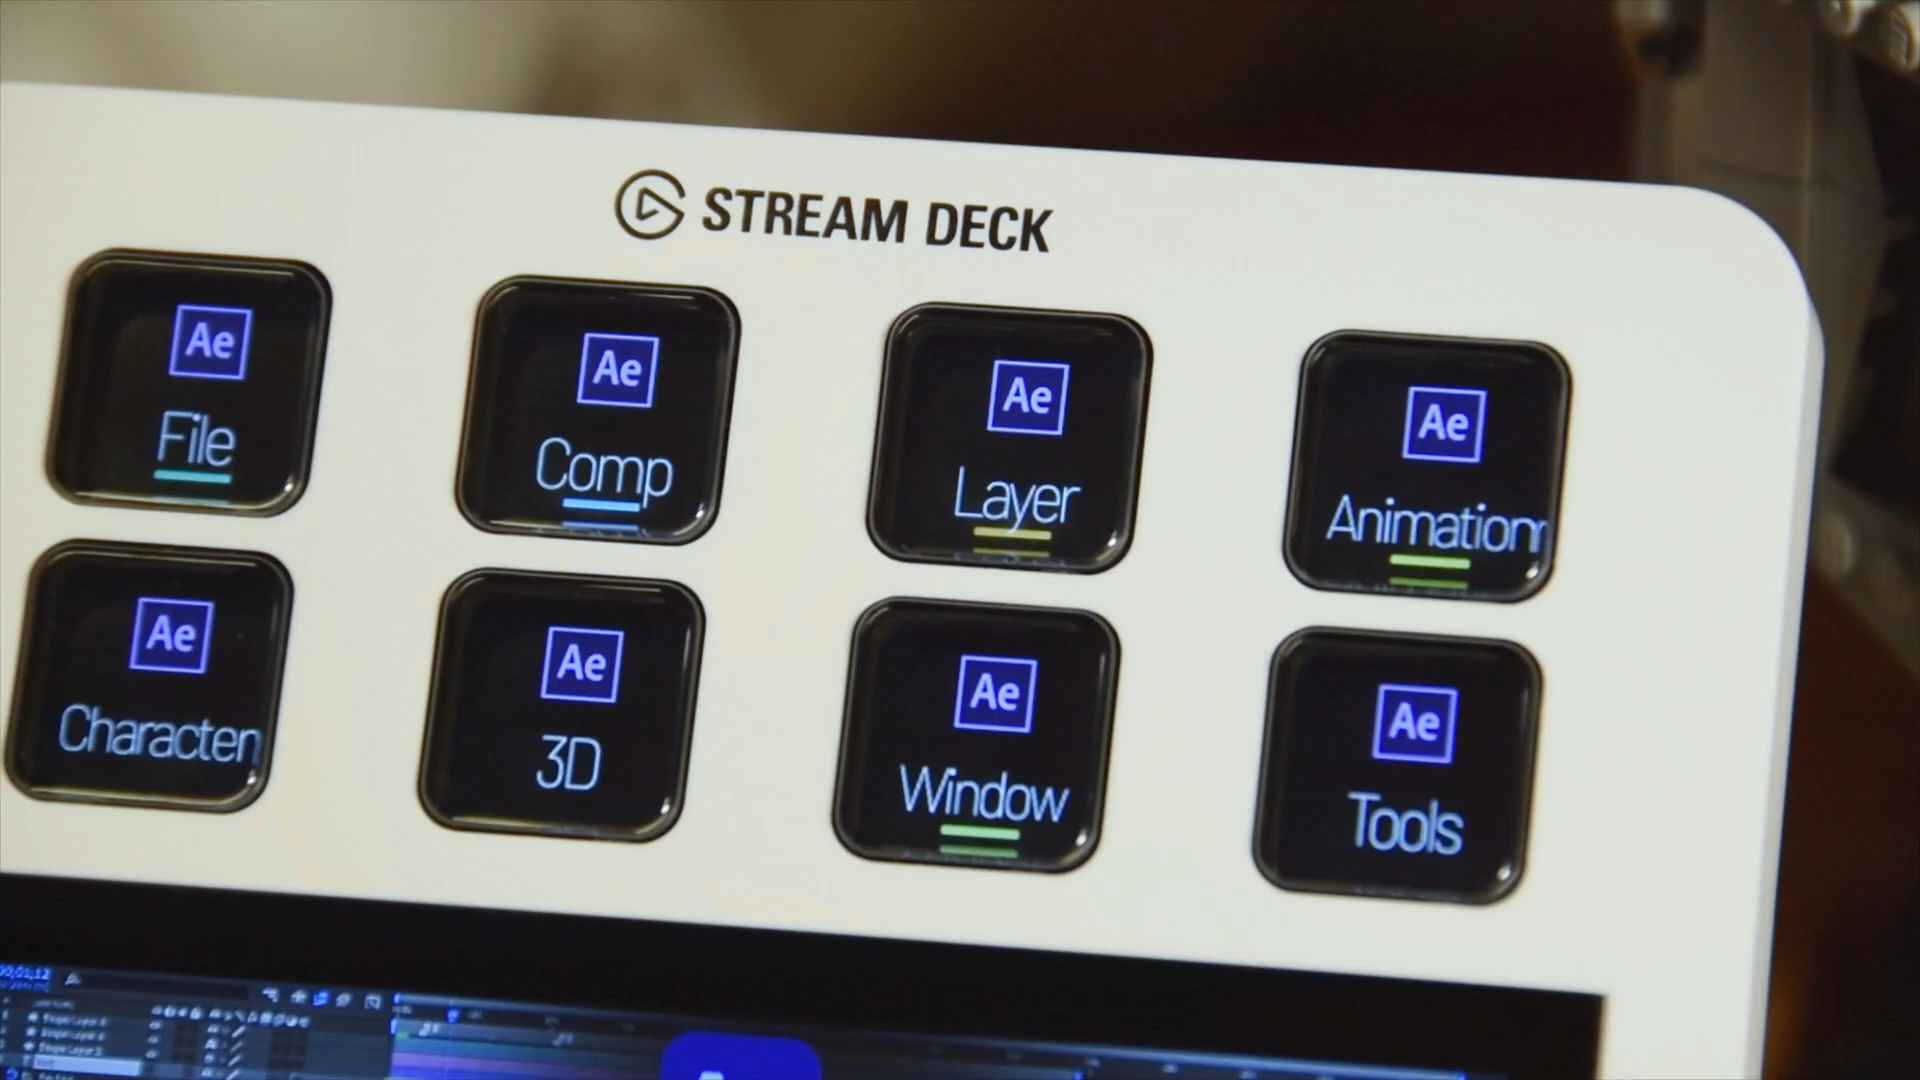 STREAM DECK
Ae
File
Ae
Comp
Ae
Layer
Ae
Animation
Ae
Character
Ae
3D
Ae
Window
Ae
Tools